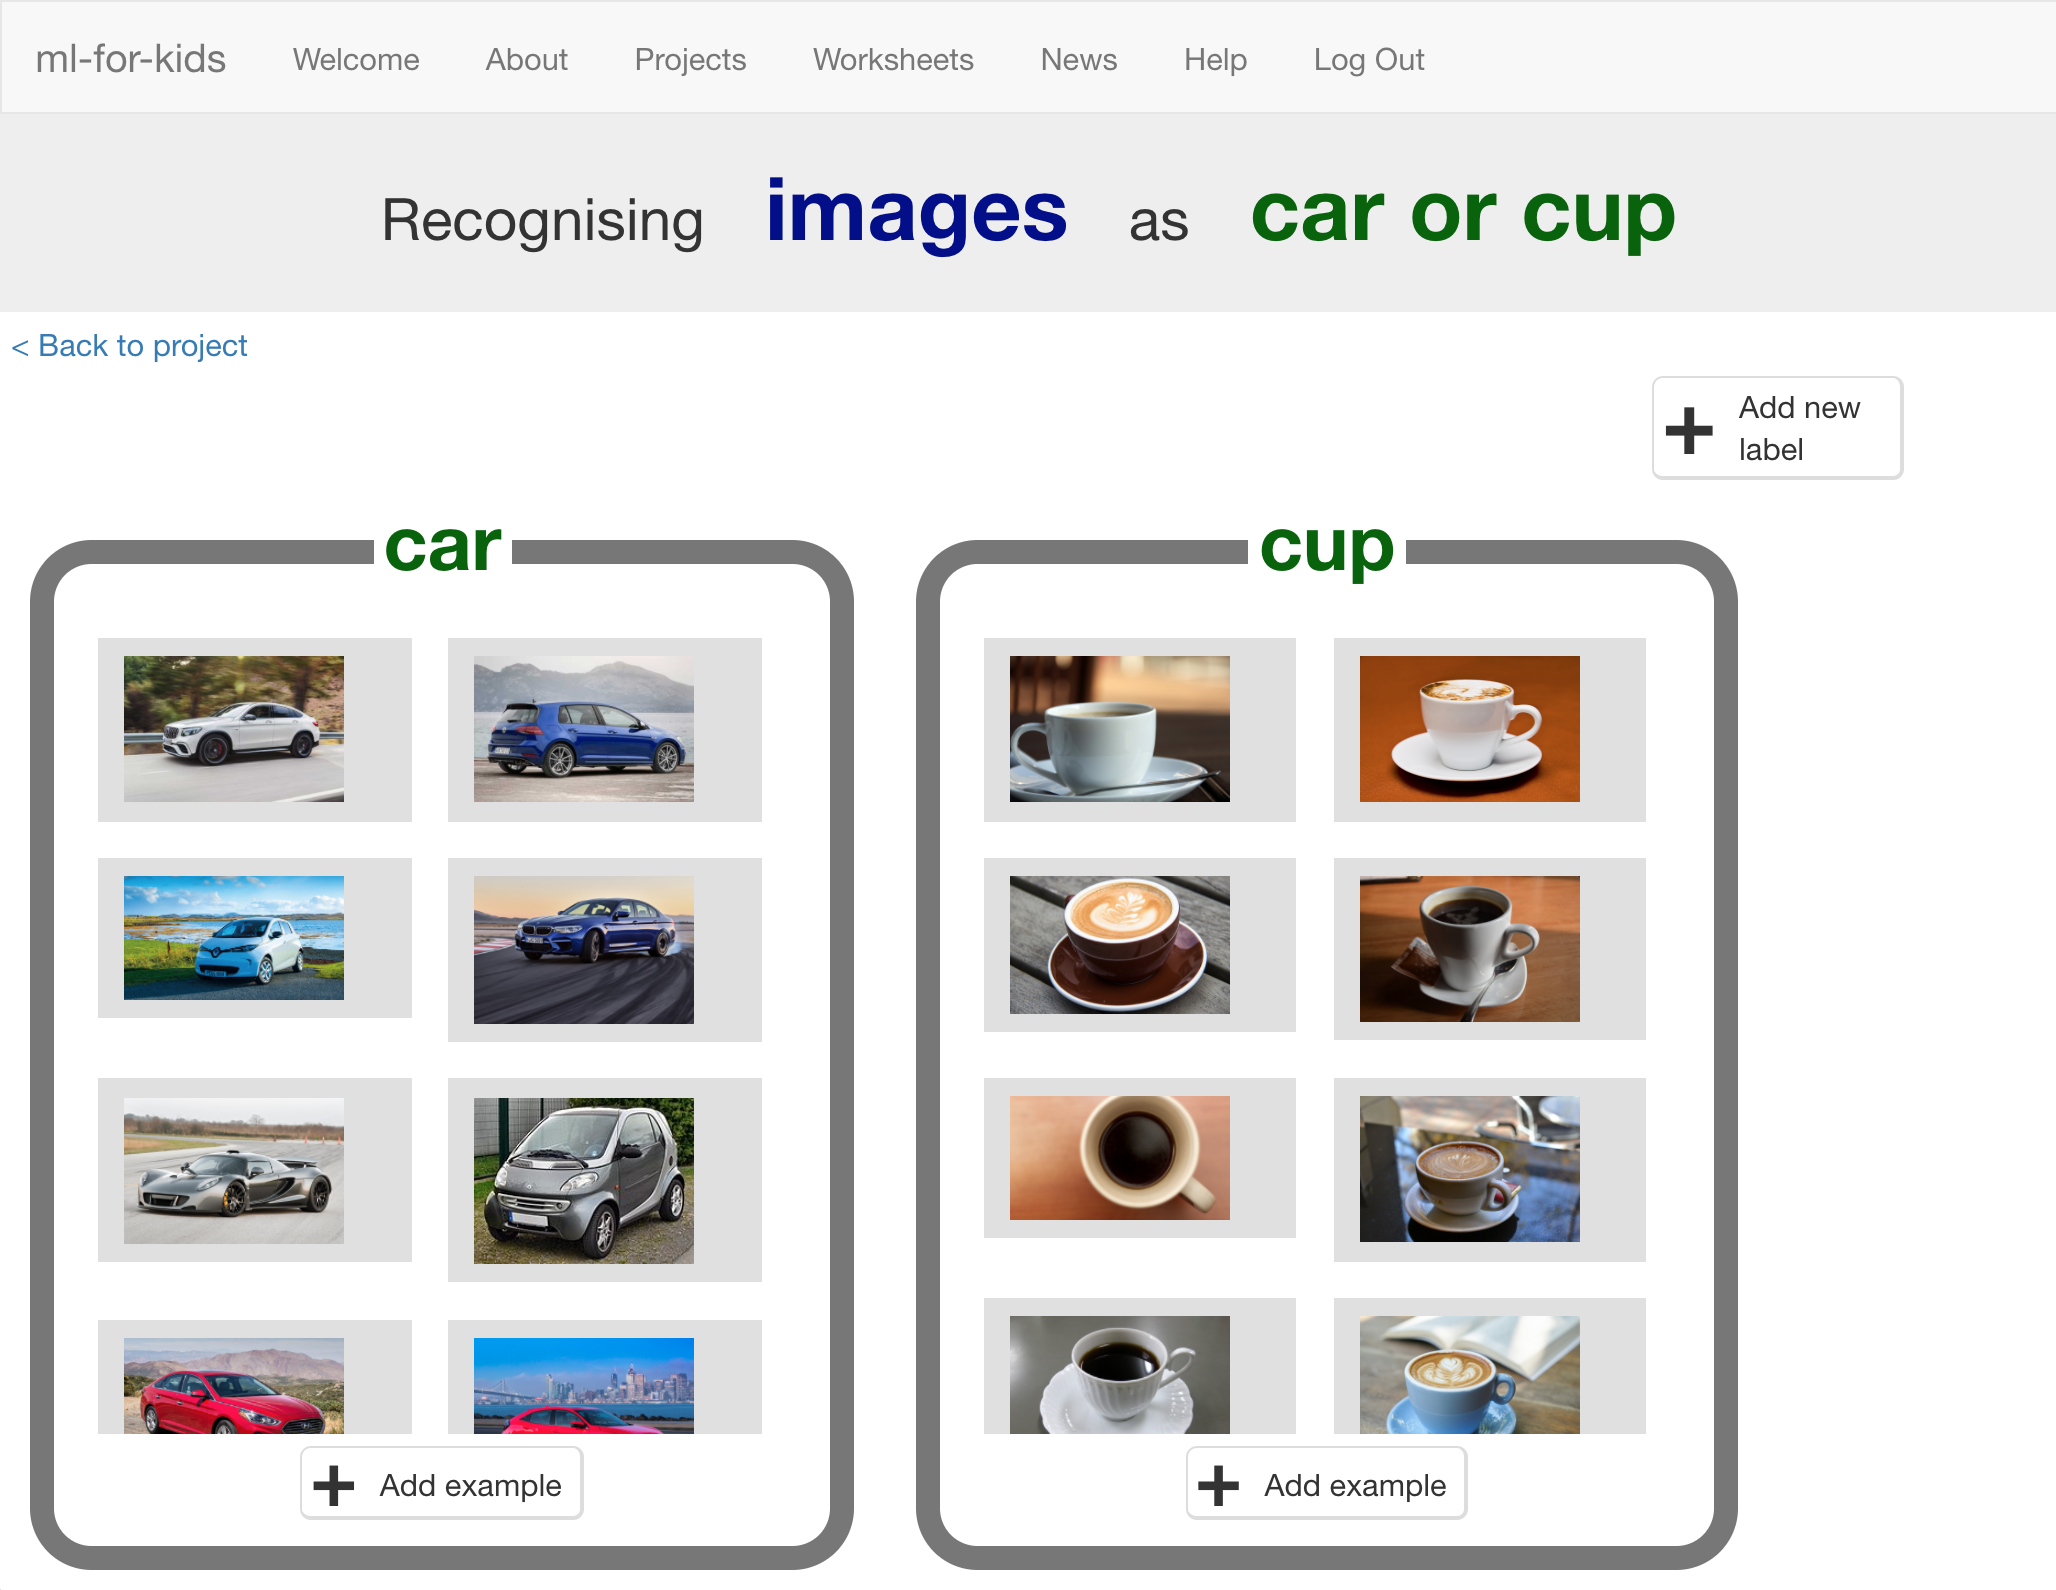 ml-for-kids Welcome About Projects Worksheets News Help Log Out
Recognising images as car or cup
< Back to project
Add new
label
car
cup
Add example
Add example